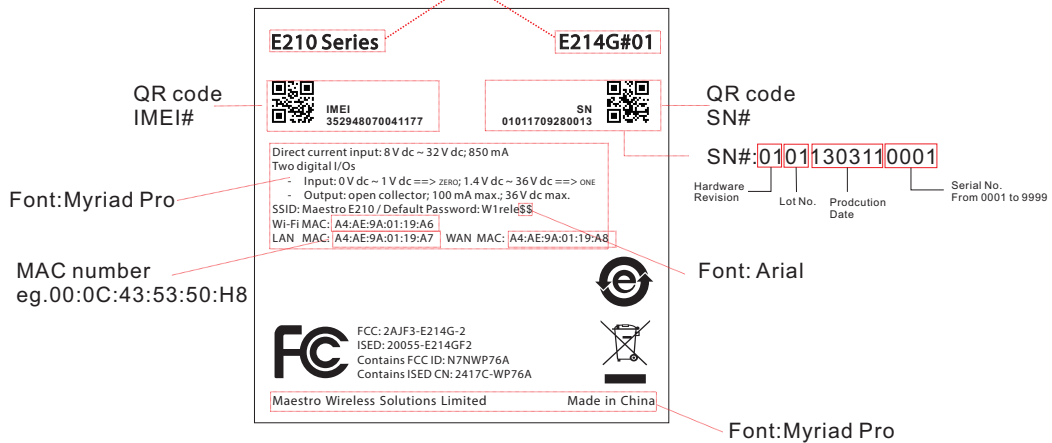 E210 Series
E214G#01
QR code
IMEI#
IMEI
352948070041177
SN
01011709280013
QR code
SN#
SN#:01011303110001
Hardware
Revision
Lot No.
Prodcution
Date
Serial No.
From 0001 to 9999
Direct current input: 8 V dc ~ 32 V dc; 850 mA
Two digital I/Os
- Input: 0 V dc ~ 1 V dc ==> ZERO; 1.4 V dc ~ 36 V dc ==> ONE
- Output: open collector; 100 mA max.; 36 V dc max.
SSID: Maestro E210 / Default Password: W1rele$$
Wi-Fi MAC: A4:AE:9A:01:19:A6
LAN MAC: A4:AE:9A:01:19:A7 WAN MAC: A4:AE:9A:01:19:A8
Font:Myriad Pro
MAC number
eg.00:0C:43:53:50:H8
Font: Arial
e
FC
FCC: 2AJF3-E214G-2
ISED: 20055-E214GF2
Contains FCC ID: N7NWP76A
Contains ISED CN: 2417C-WP76A
Maestro Wireless Solutions Limited
Made in China
Font:Myriad Pro